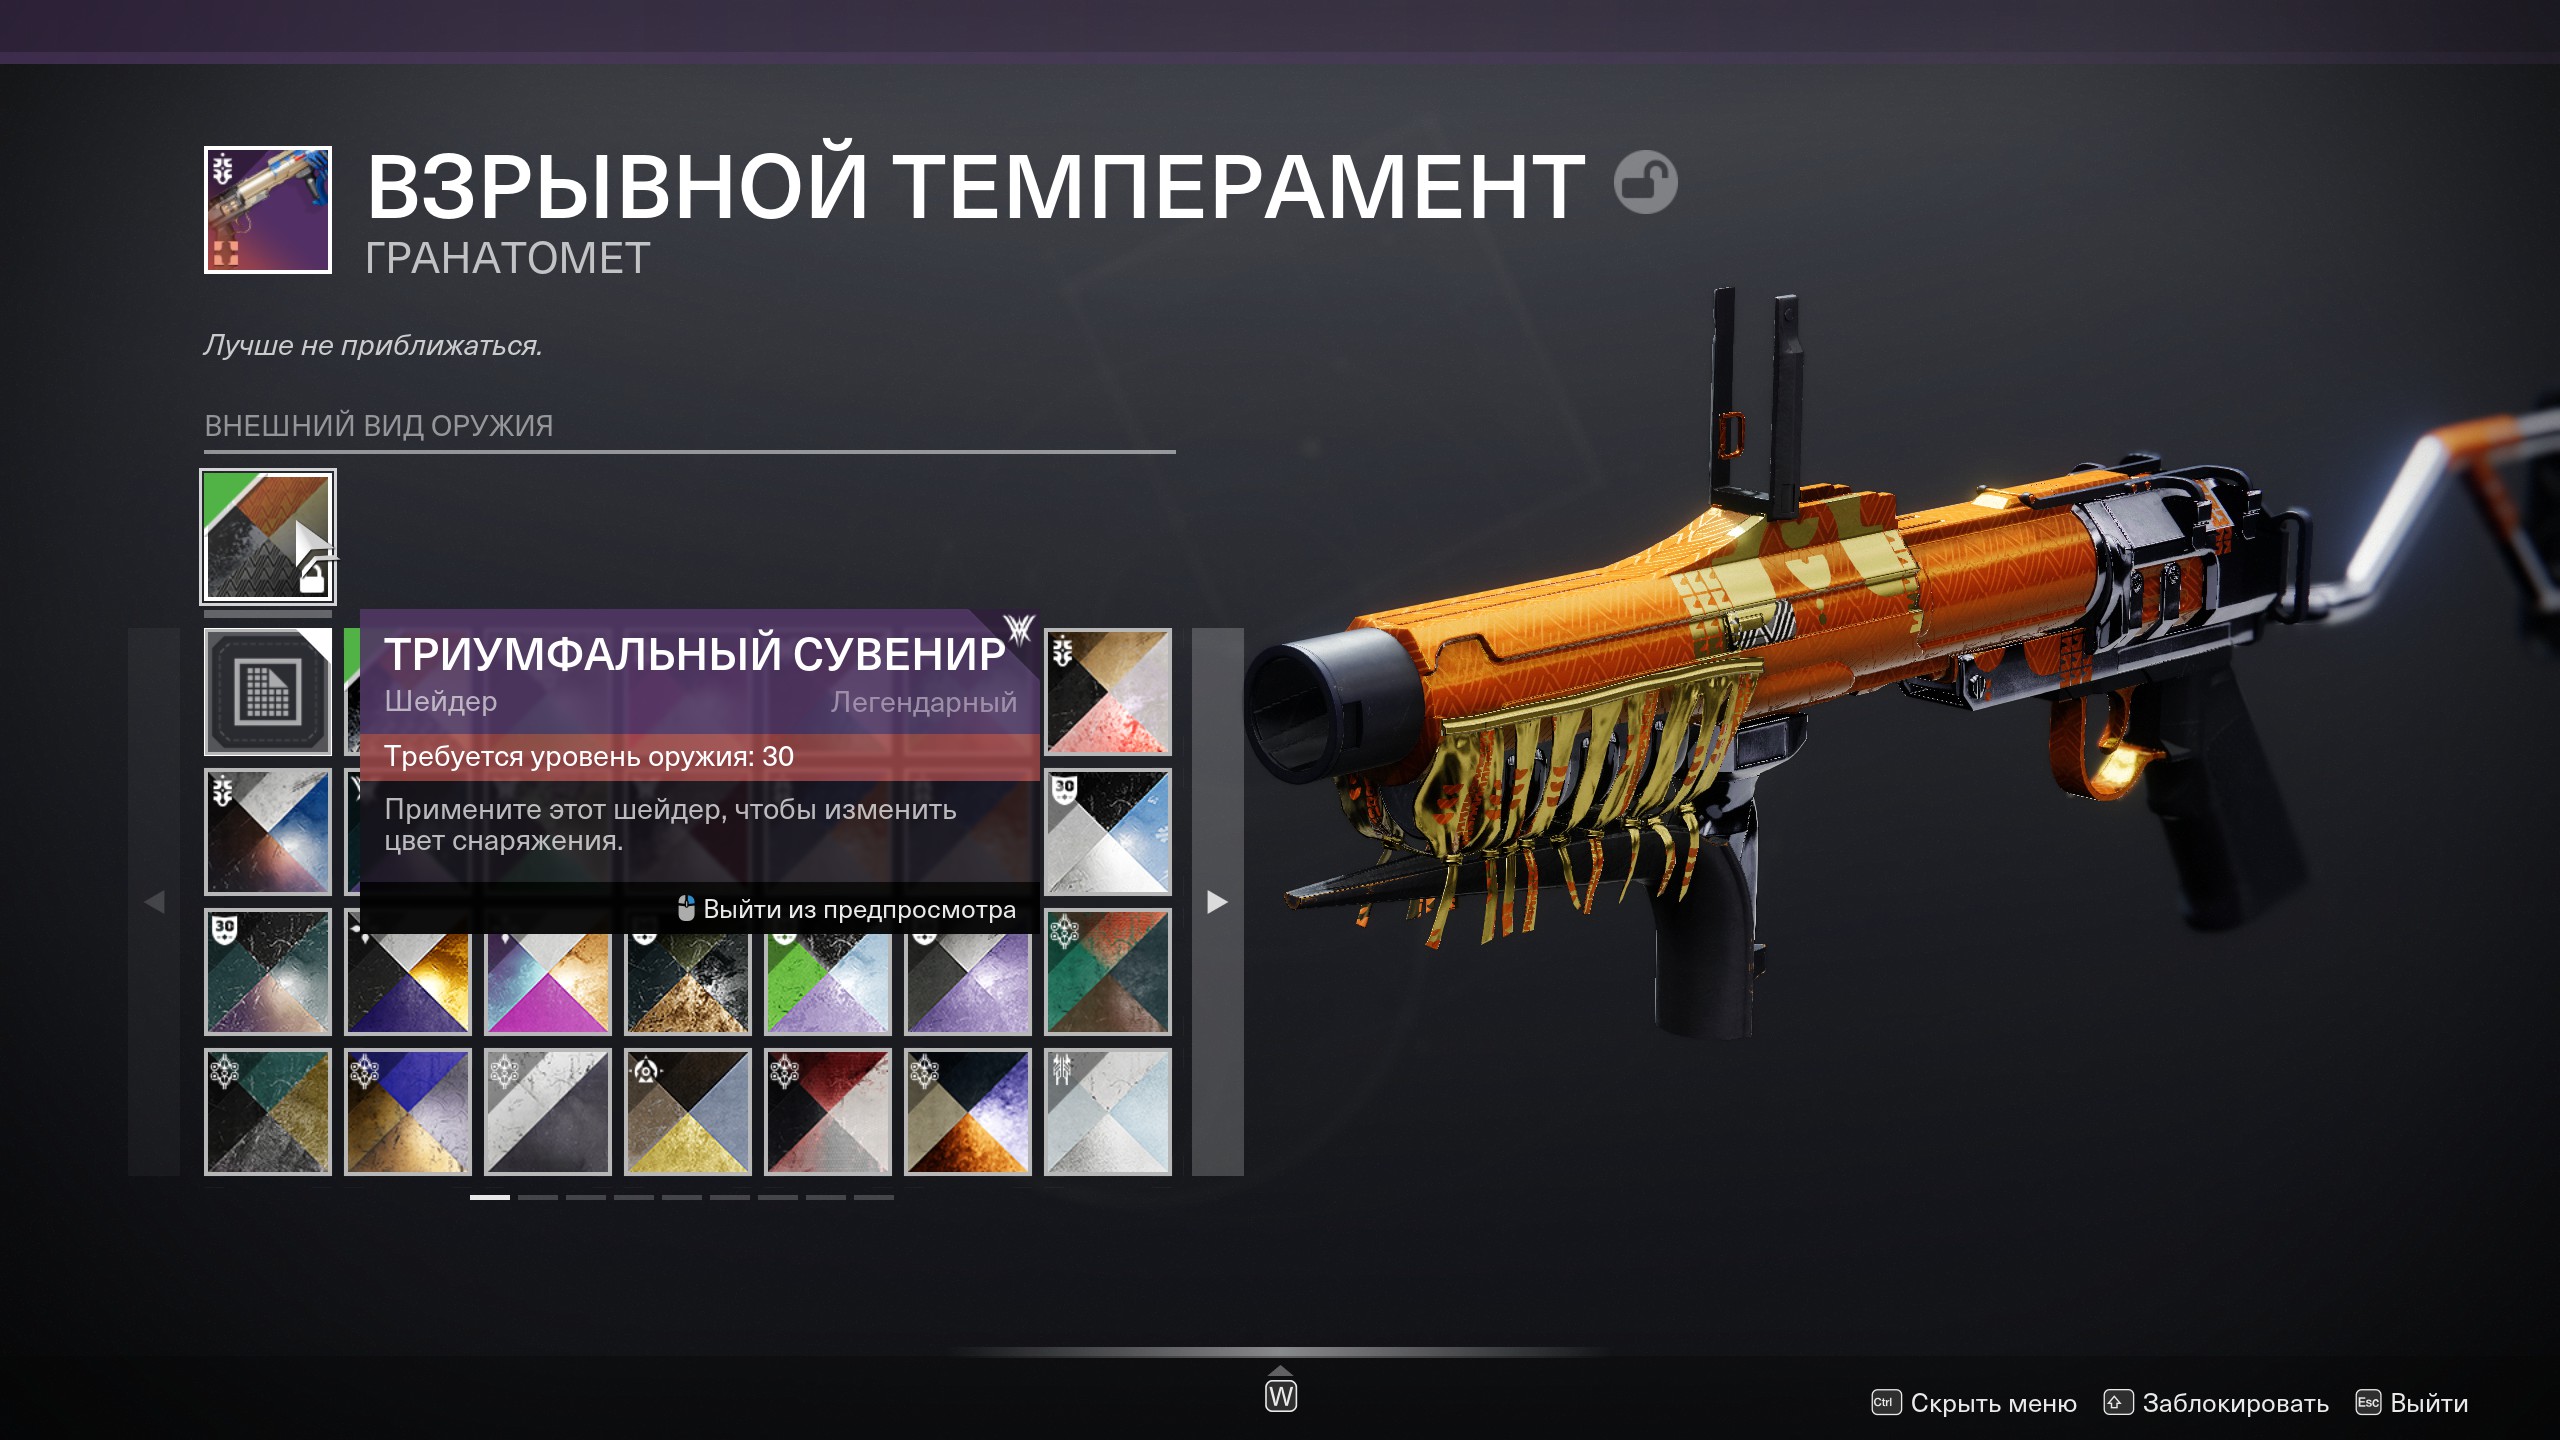 ВЗРЫВНОЙ ТЕМПЕРАМЕНТ
ГРАНАТОМЕТ
Лучше не приближаться.
ВНЕШНИЙ ВИД ОРУЖИЯ
ТРИУМФАЛЬНЫЙ СУВЕНИР
Шейдер Легендарный
Требуется уровень оружия: 30
Примените этот шейдер, чтобы изменить
цвет снаряжения.
Выйти из предпросмотра
30
30
W
Ctrl Скрыть меню Заблокировать Esc Выйти